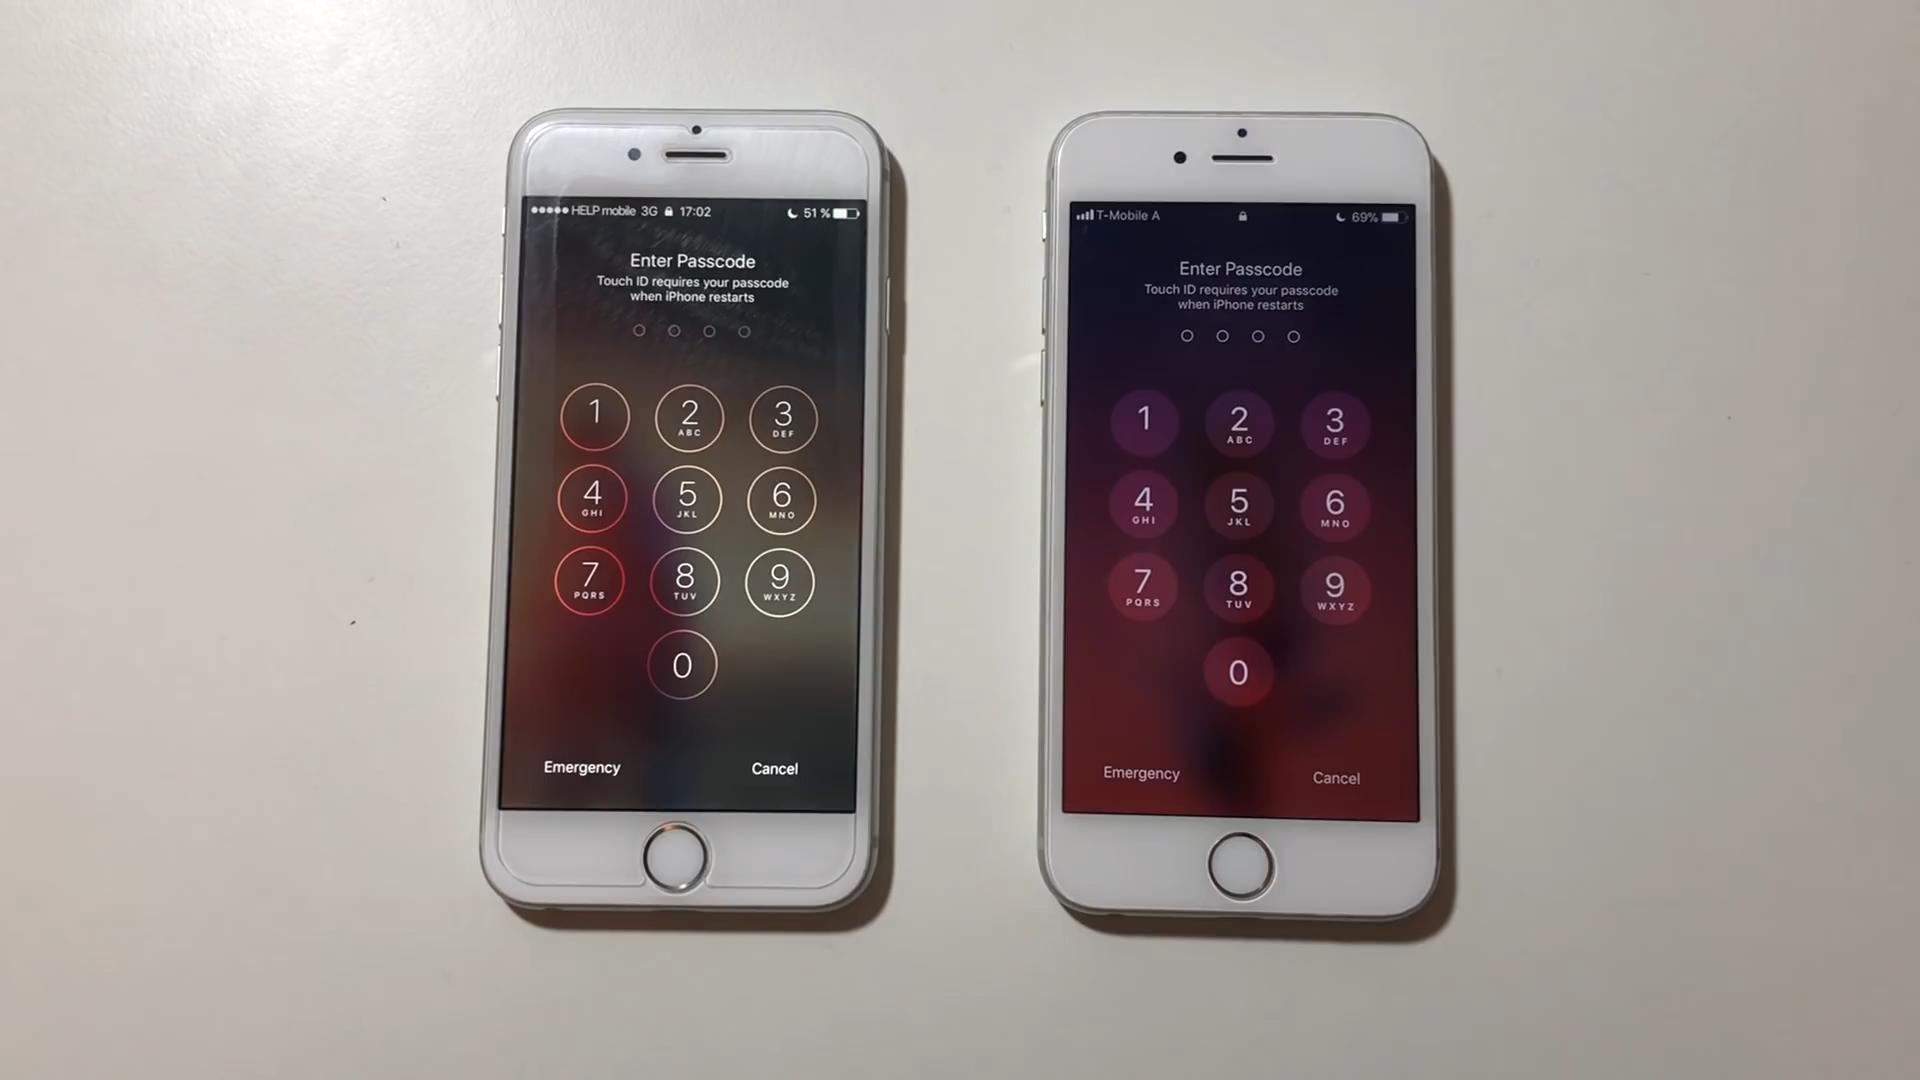 HELP mobile 3G 17:02 51 %
Enter Passcode
Touch ID requires your passcode
when iPhone restarts
1 2 3
ABC DEF
4 5 6
GHI JKL MNO
7 8 9
PQRS TUV WXYZ
0
Emergency Cancel
T-Mobile A 69%
Enter Passcode
Touch ID requires your passcode
when iPhone restarts
1 2 3
ABC DEF
4 5 6
GHI JKL MNO
7 8 9
PQRS TUV WXYZ
0
Emergency Cancel